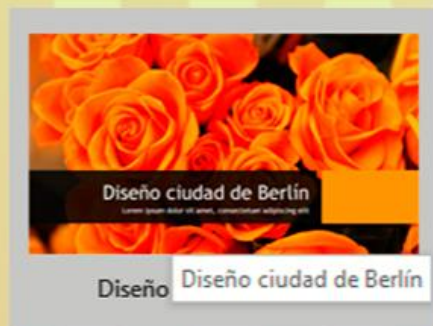 Diseño ciudad de Berlín
Lorem ipsum dolor sit amet, consectetuer adipiscing elit
Diseño
Diseño ciudad de Berlín